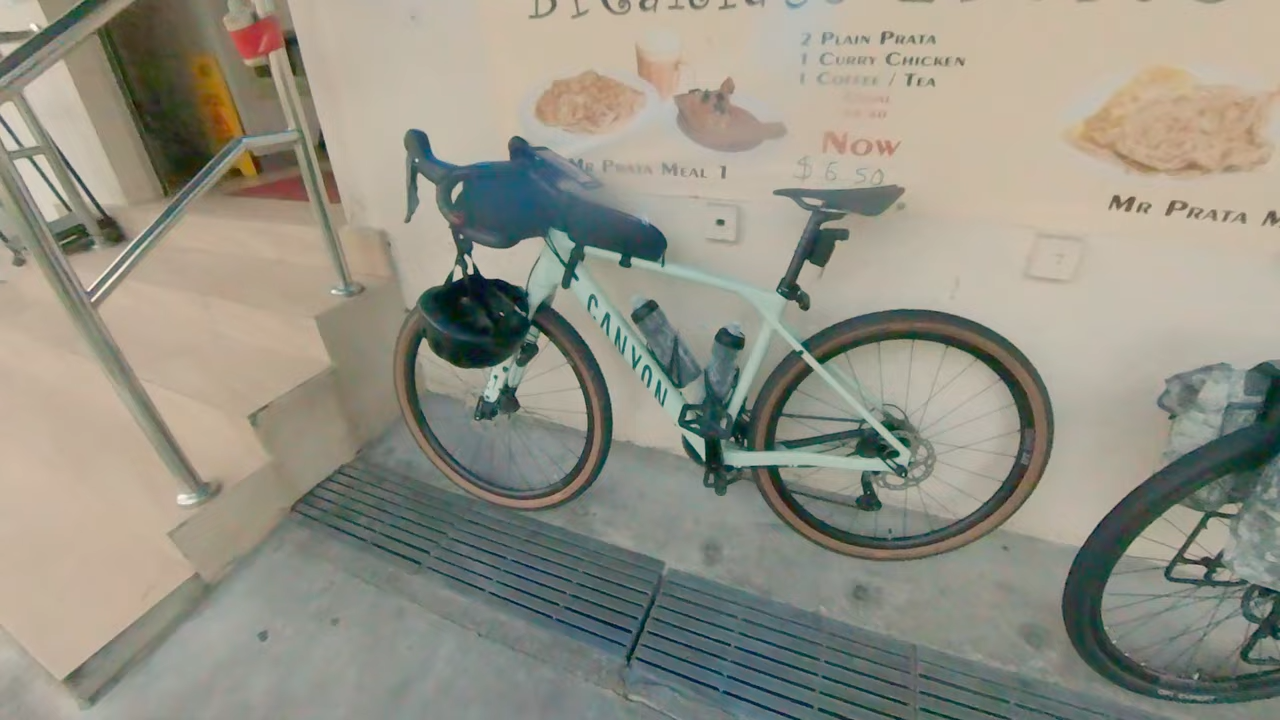 2 PLAIN PRATA
1 CURRY CHICKEN
1 COFFEE / TEA
NOW
$6.50
MR PRATA MEAL 1
MR PRATA
CANYON